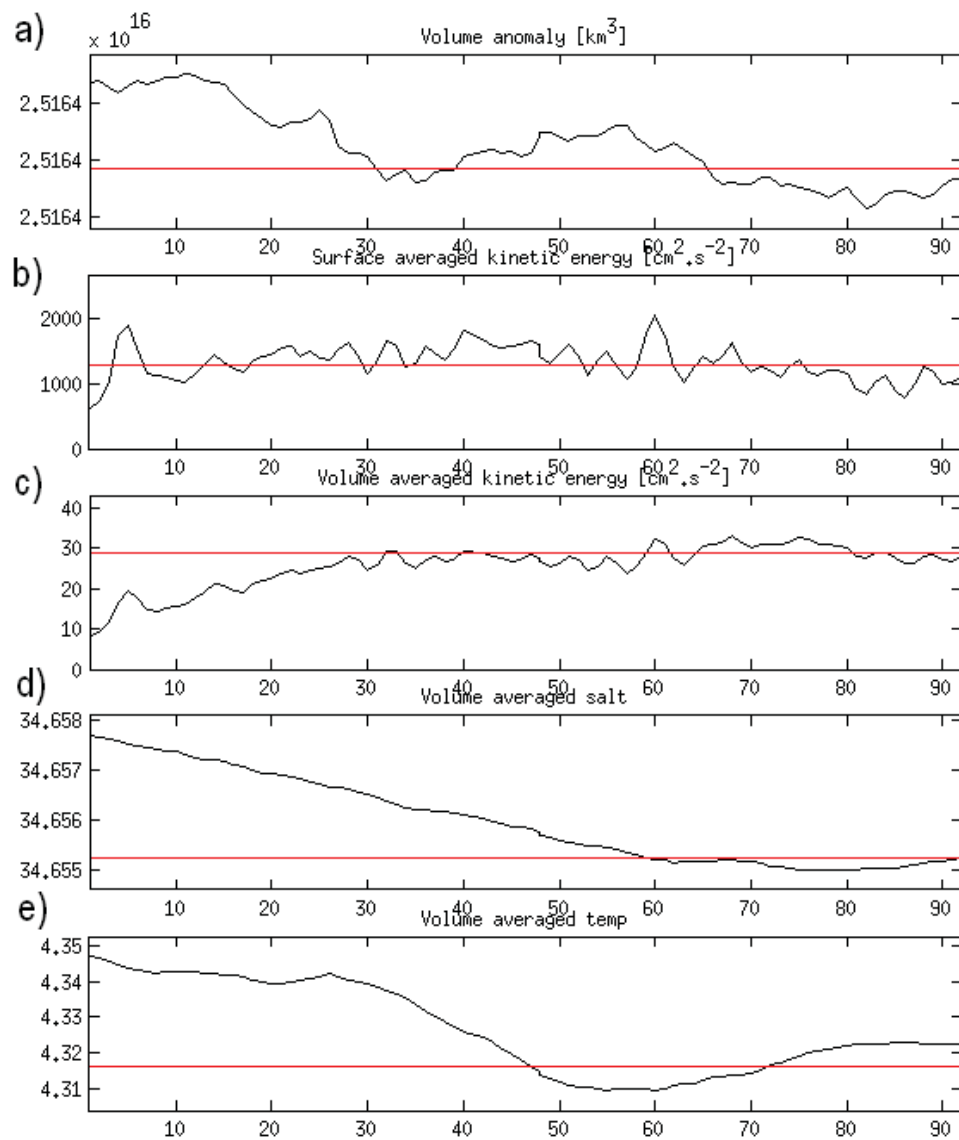 a)
x 10^16
Volume anomaly [km^3]
2.5164
2.5164
2.5164
10 20 30 40 50 60 70 80 90
b)
Surface averaged kinetic energy [cm^2.s^-2]
2000
1000
0
10 20 30 40 50 60 70 80 90
c)
Volume averaged kinetic energy [cm^2.s^-2]
40
30
20
10
0
10 20 30 40 50 60 70 80 90
d)
Volume averaged salt
34.658
34.657
34.656
34.655
10 20 30 40 50 60 70 80 90
e)
Volume averaged temp
4.35
4.34
4.33
4.32
4.31
10 20 30 40 50 60 70 80 90